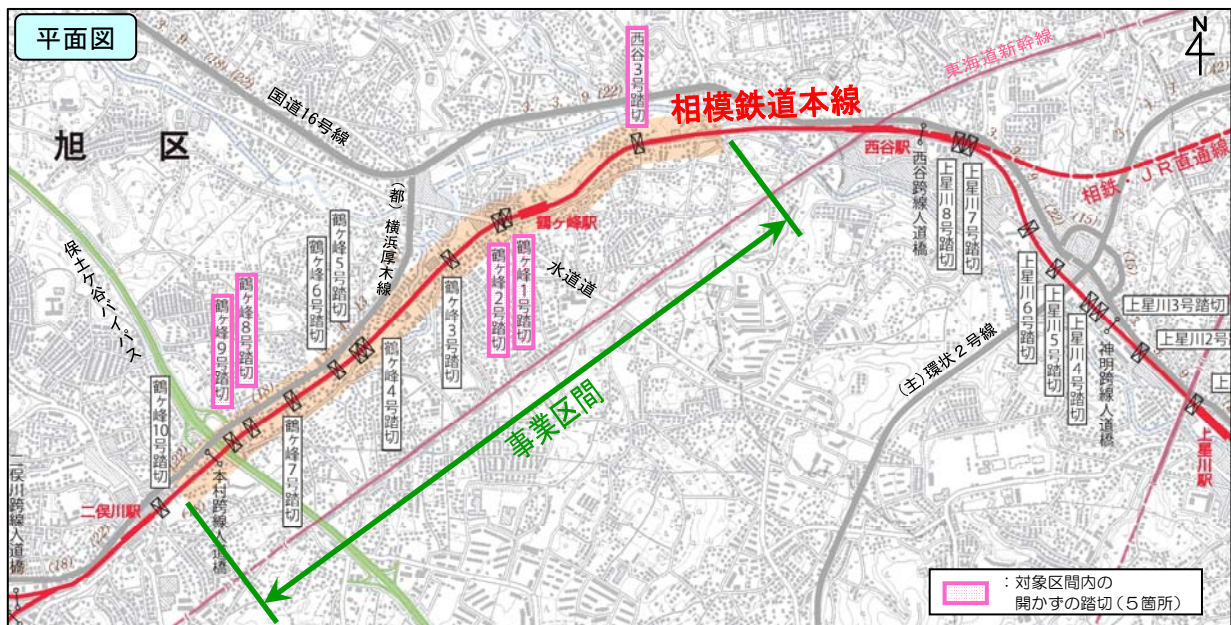 平面図
N
西谷3号踏切
東海道新幹線
国道16号線
相模鉄道本線
旭 区
西谷駅
西谷跨線人道橋
上星川8号踏切
上星川7号踏切
相鉄・JR直通線
(都)横浜厚木線
鶴ヶ峰駅
鶴ヶ峰5号踏切
鶴ヶ峰6号踏切
保土ケ谷バイパス
水道道
鶴ヶ峰1号踏切
鶴ヶ峰2号踏切
鶴ヶ峰3号踏切
鶴ヶ峰8号踏切
鶴ヶ峰9号踏切
鶴ヶ峰4号踏切
鶴ヶ峰10号踏切
鶴ヶ峰7号踏切
事業区間
(主)環状2号線
上星川6号踏切
上星川5号踏切
上星川4号踏切
神明跨線人道橋
上星川3号踏切
上星川2号
上星川駅
二俣川駅
本村跨線人道橋
二俣川跨線人道橋
:対象区間内の
開かずの踏切(5箇所)